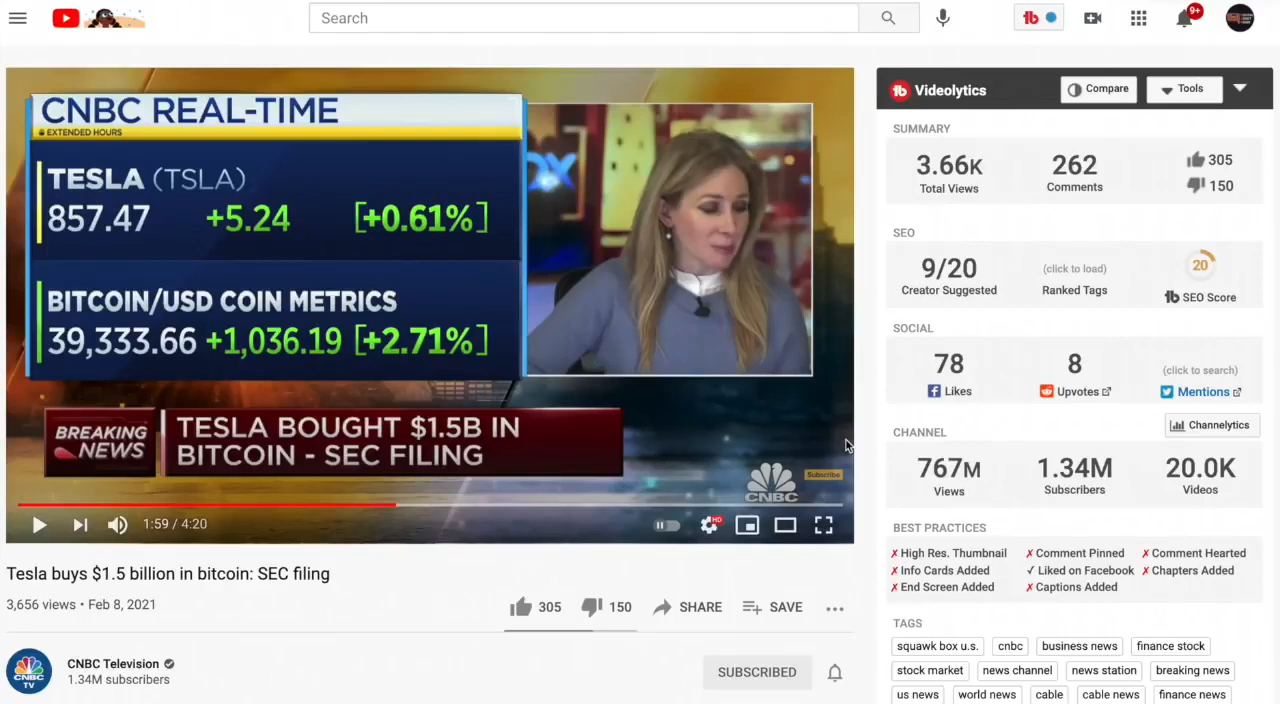 Search
9+
CNBC REAL-TIME
EXTENDED HOURS
TESLA (TSLA)
857.47 +5.24 [+0.61%]
BITCOIN/USD COIN METRICS
39,333.66 +1,036.19 [+2.71%]
OX
BREAKING NEWS
TESLA BOUGHT $1.5B IN
BITCOIN - SEC FILING
CNBC
Subscribe
1:59 / 4:20
HD
Tesla buys $1.5 billion in bitcoin: SEC filing
3,656 views • Feb 8, 2021
305 150 SHARE SAVE
CNBC TV
CNBC Television
1.34M subscribers
SUBSCRIBED
tb Videolytics Compare Tools
SUMMARY
3.66K 262 305
Total Views Comments 150
SEO
9/20 (click to load) 20
Creator Suggested Ranked Tags tb SEO Score
SOCIAL
78 8 (click to search)
Likes Upvotes Mentions
CHANNEL Channelytics
767M 1.34M 20.0K
Views Subscribers Videos
BEST PRACTICES
✗ High Res. Thumbnail ✗ Comment Pinned ✗ Comment Hearted
✗ Info Cards Added ✓ Liked on Facebook ✗ Chapters Added
✗ End Screen Added ✗ Captions Added
TAGS
squawk box u.s. cnbc business news finance stock
stock market news channel news station breaking news
us news world news cable cable news finance news